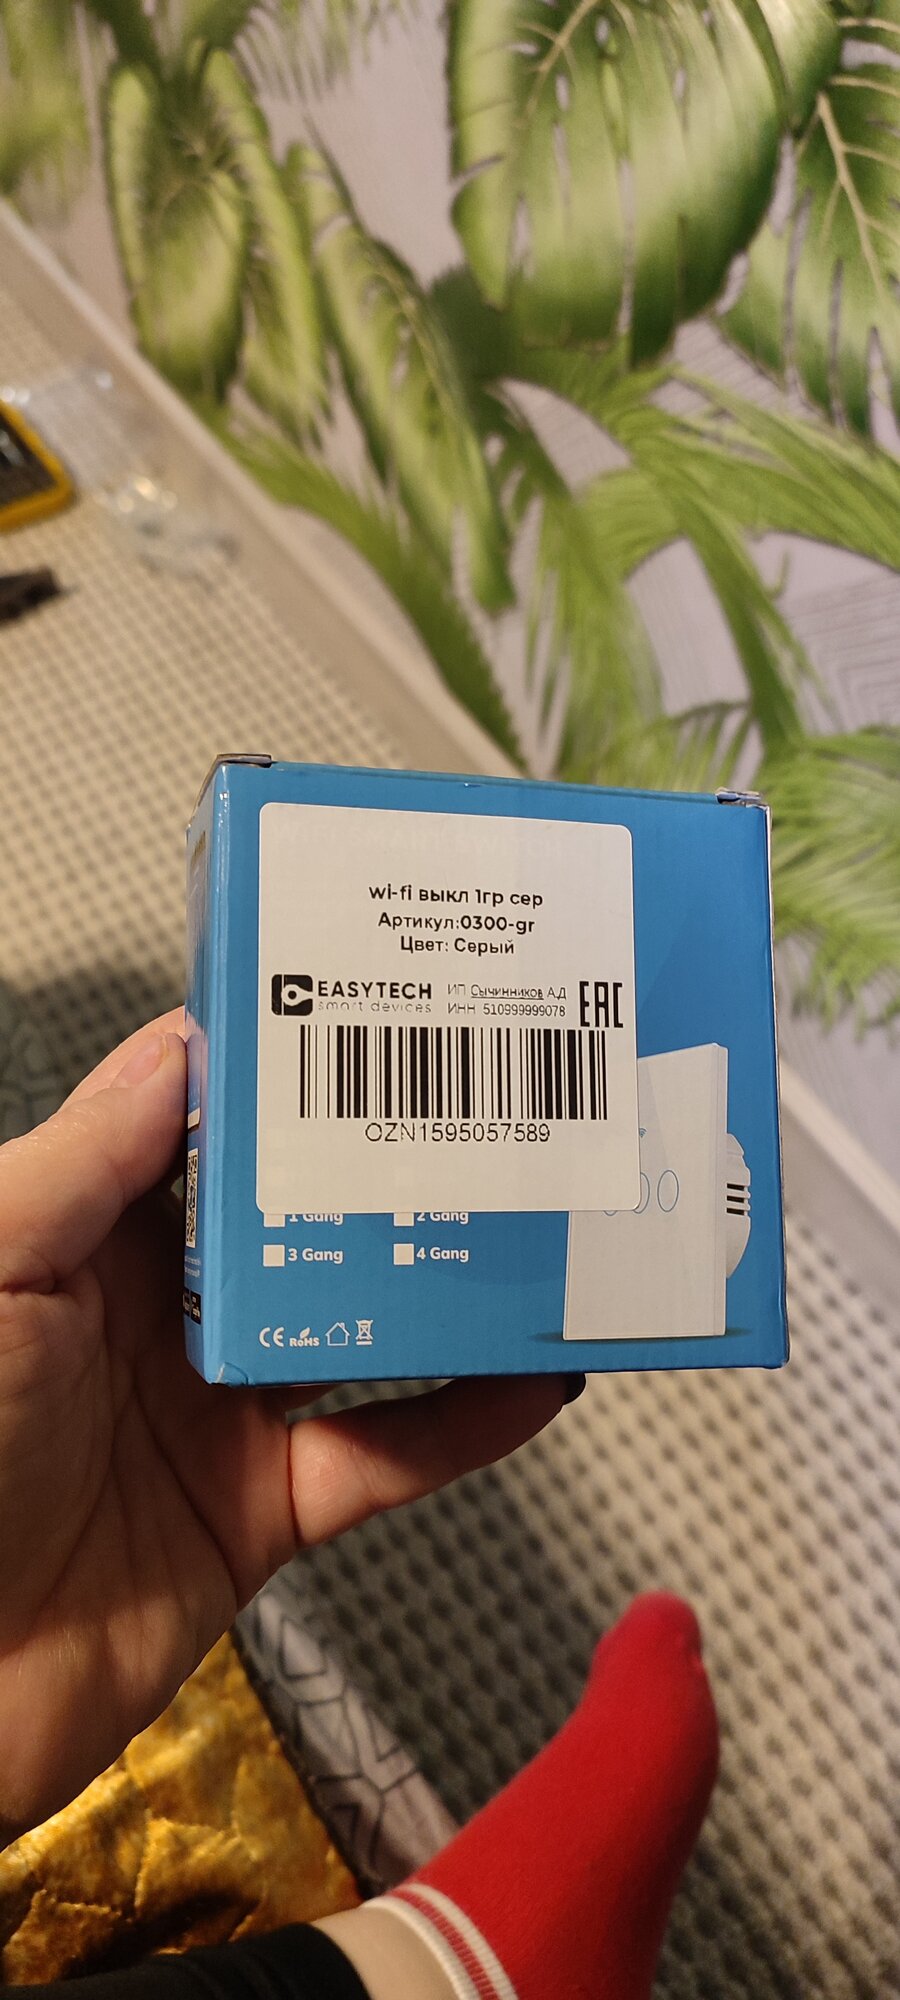 wi-fi выкл 1гр сер
Артикул:0300-gr
Цвет: Серый
EASYTECH
smart devices
ИП Сычинников А.Д
ИНН 510999999078
EAC
OZN1595057589
1 Gang
2 Gang
3 Gang
4 Gang
CE RoHS